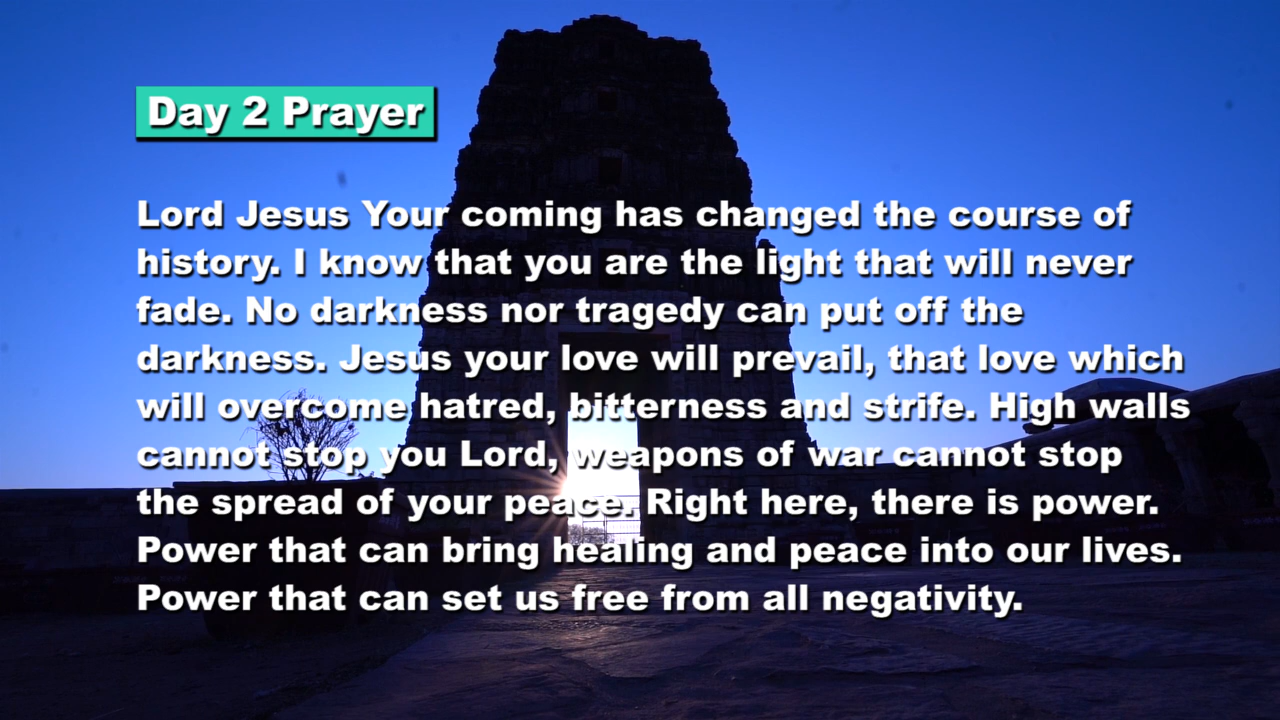 Day 2 Prayer
Lord Jesus Your coming has changed the course of
history. I know that you are the light that will never
fade. No darkness nor tragedy can put off the
darkness. Jesus your love will prevail, that love which
will overcome hatred, bitterness and strife. High walls
cannot stop you Lord, weapons of war cannot stop
the spread of your peace. Right here, there is power.
Power that can bring healing and peace into our lives.
Power that can set us free from all negativity.